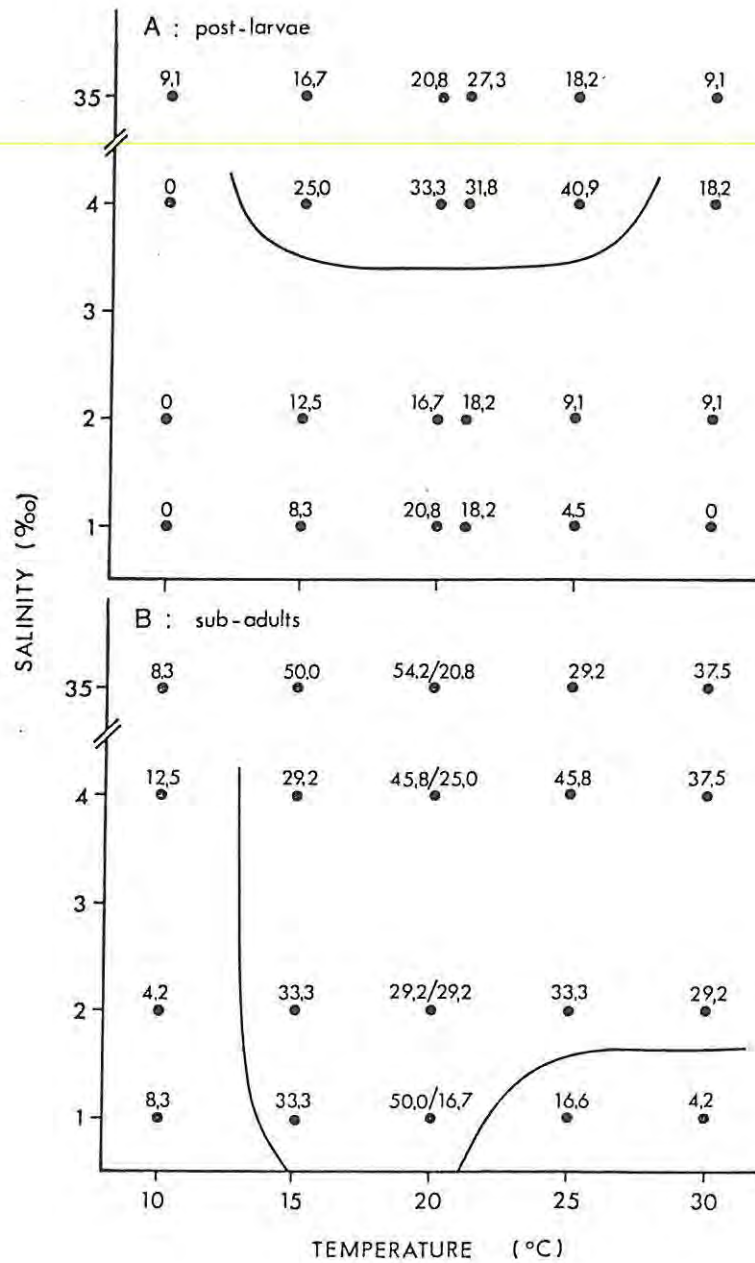 A : post-larvae
35 9,1 16,7 20,8 27,3 18,2 9,1
4 0 25,0 33,3 31,8 40,9 18,2
3
2 0 12,5 16,7 18,2 9,1 9,1
1 0 8,3 20,8 18,2 4,5 0
SALINITY (‰)
B : sub-adults
35 8,3 50,0 54,2/20,8 29,2 37,5
4 12,5 29,2 45,8/25,0 45,8 37,5
3
2 4,2 33,3 29,2/29,2 33,3 29,2
1 8,3 33,3 50,0/16,7 16,6 4,2
10 15 20 25 30
TEMPERATURE (°C)